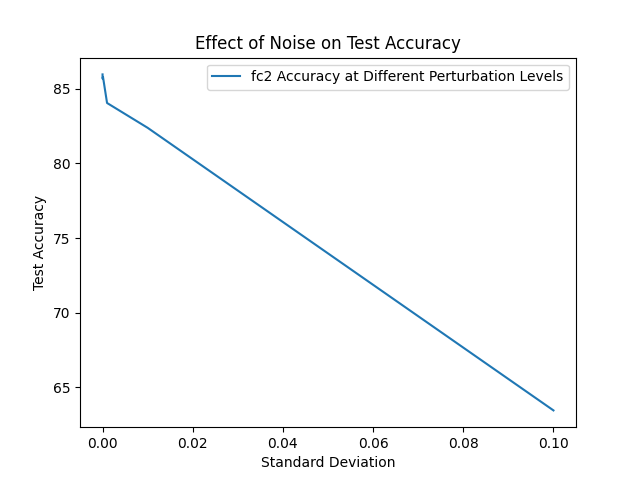 Effect of Noise on Test Accuracy
fc2 Accuracy at Different Perturbation Levels
Test Accuracy
85
80
75
70
65
0.00 0.02 0.04 0.06 0.08 0.10
Standard Deviation